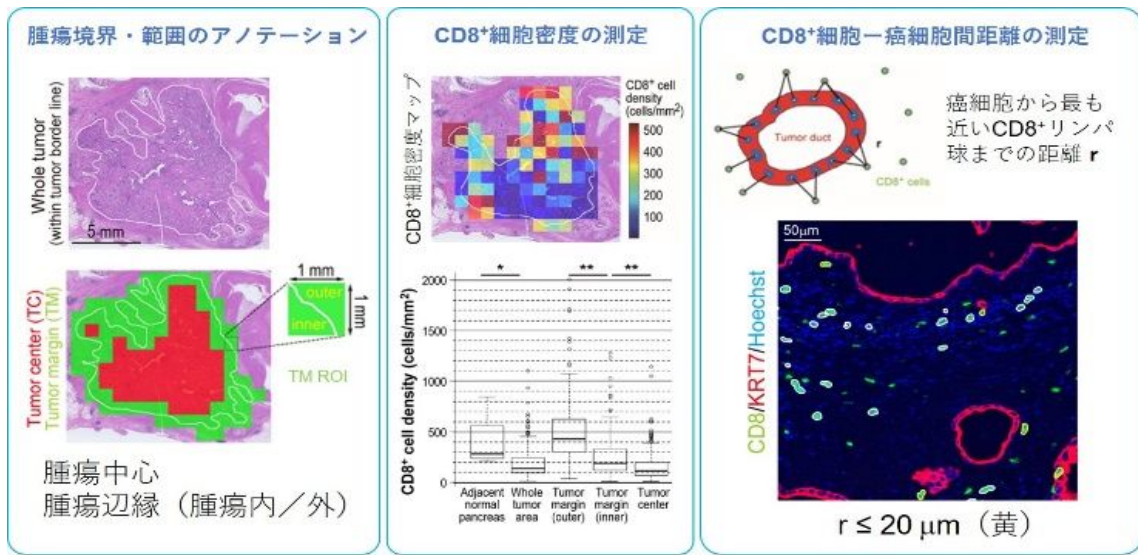 腫瘍境界・範囲のアノテーション
Whole tumor
(within tumor border line)
5 mm
Tumor center (TC)
Tumor margin (TM)
1 mm
outer
inner
1 mm
TM ROI
腫瘍中心
腫瘍辺縁（腫瘍内／外）
CD8⁺細胞密度の測定
CD8⁺細胞密度マップ
CD8⁺ cell
density
(cells/mm²)
500
400
300
200
100
* ** **
CD8⁺ cell density (cells/mm²)
2000
1500
1000
500
0
Adjacent
normal
pancreas
Whole
tumor
area
Tumor
margin
(outer)
Tumor
margin
(inner)
Tumor
center
CD8⁺細胞ー癌細胞間距離の測定
Tumor duct
r
CD8⁺ cells
癌細胞から最も
近いCD8⁺リンパ
球までの距離 r
50μm
CD8/KRT7/Hoechst
r ≤ 20 μm（黄）